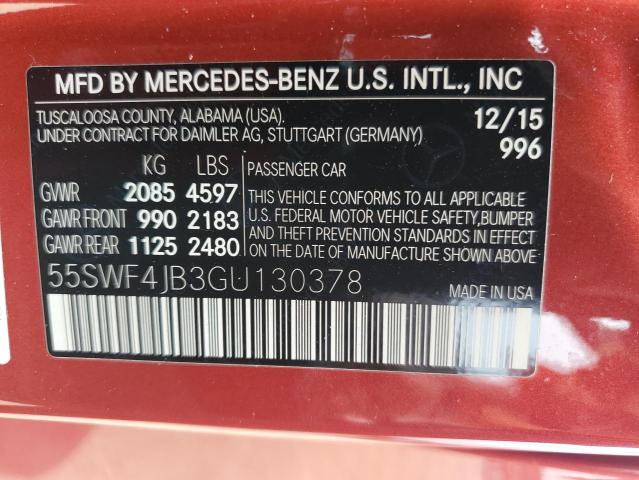 MFD BY MERCEDES-BENZ U.S. INTL., INC
TUSCALOOSA COUNTY, ALABAMA (USA). 12/15
UNDER CONTRACT FOR DAIMLER AG, STUTTGART (GERMANY) 996
KG LBS PASSENGER CAR
GVWR 2085 4597 THIS VEHICLE CONFORMS TO ALL APPLICABLE
GAWR FRONT 990 2183 U.S. FEDERAL MOTOR VEHICLE SAFETY,BUMPER
AND THEFT PREVENTION STANDARDS IN EFFECT
GAWR REAR 1125 2480 ON THE DATE OF MANUFACTURE SHOWN ABOVE.
55SWF4JB3GU130378 MADE IN USA